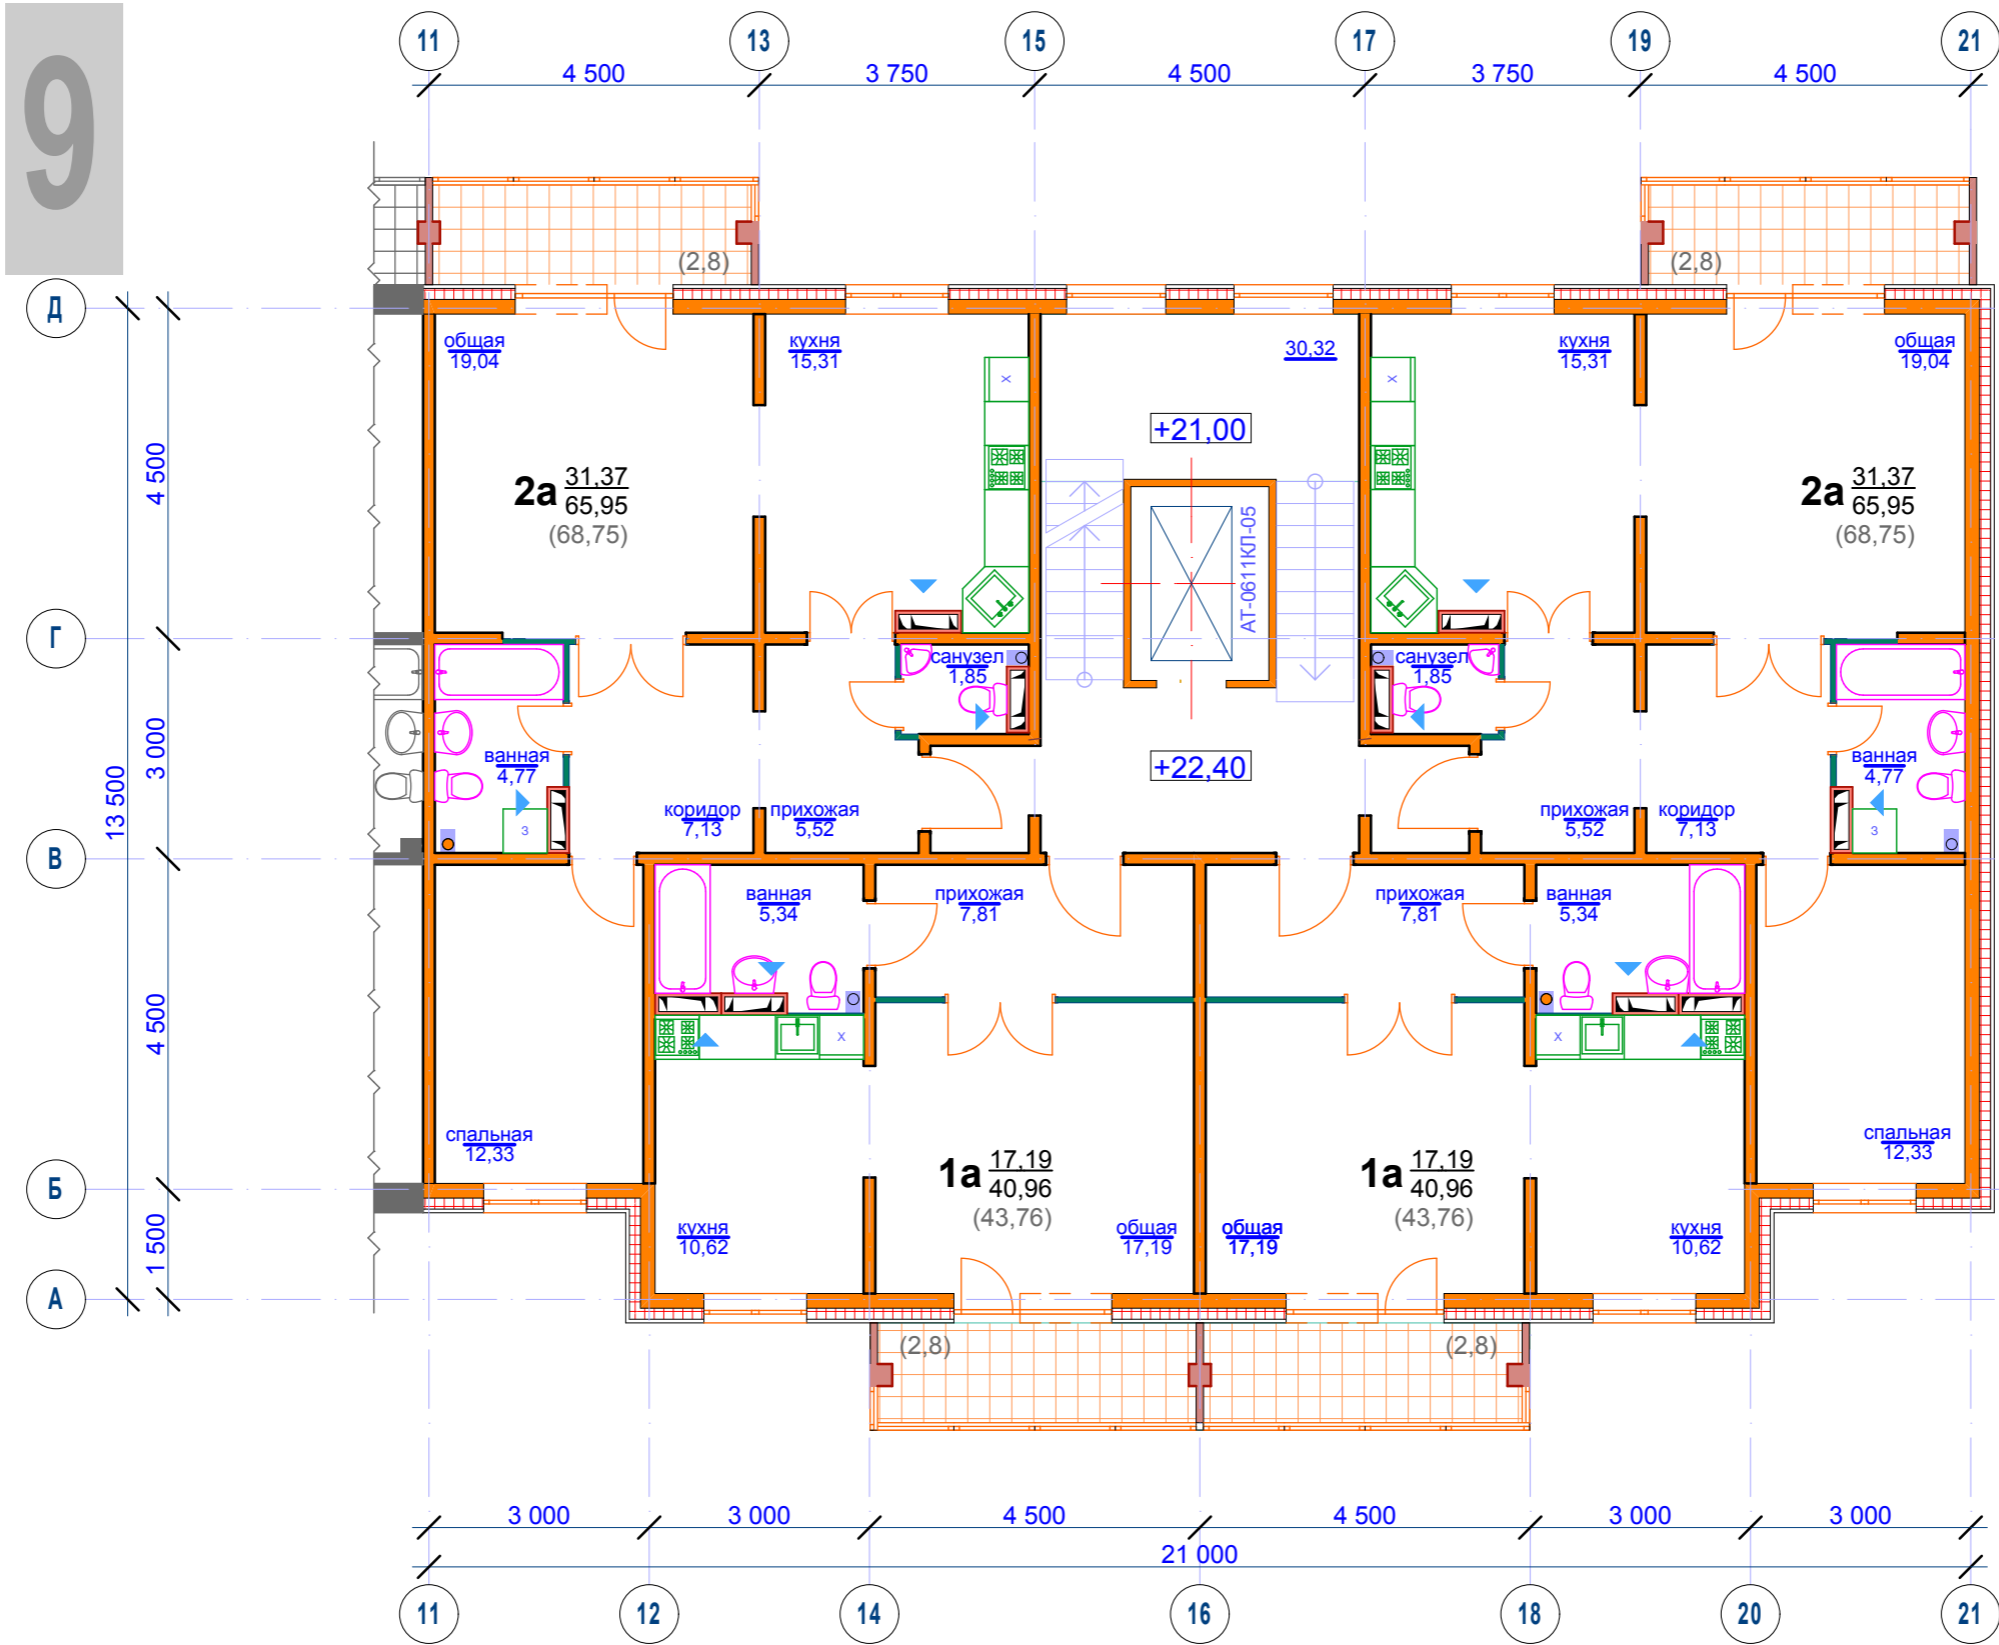 9
11 13 15 17 19 21
4 500 3 750 4 500 3 750 4 500
(2,8) (2,8)
Д
общая
19,04
кухня
15,31
30,32
кухня
15,31
общая
19,04
x x
+21,00
2а 31,37
65,95
(68,75)
АТ-0611КЛ-05
2а 31,37
65,95
(68,75)
4 500
Г
санузел
1,85
санузел
1,85
3 000
13 500
ванная
4,77
+22,40
ванная
4,77
коридор
7,13
прихожая
5,52
прихожая
5,52
коридор
7,13
з з
В
ванная
5,34
прихожая
7,81
прихожая
7,81
ванная
5,34
4 500
x x
спальная
12,33
1а 17,19
40,96
(43,76)
1а 17,19
40,96
(43,76)
спальная
12,33
Б
кухня
10,62
общая
17,19
общая
17,19
кухня
10,62
1 500
А
(2,8) (2,8)
3 000 3 000 4 500 4 500 3 000 3 000
21 000
11 12 14 16 18 20 21